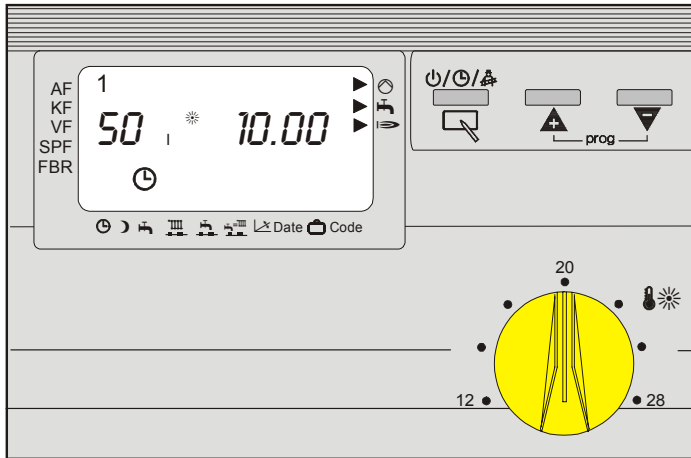 AF
KF
VF
SPF
FBR
1
50 10.00
Date Code
+ −
prog
20
12 28